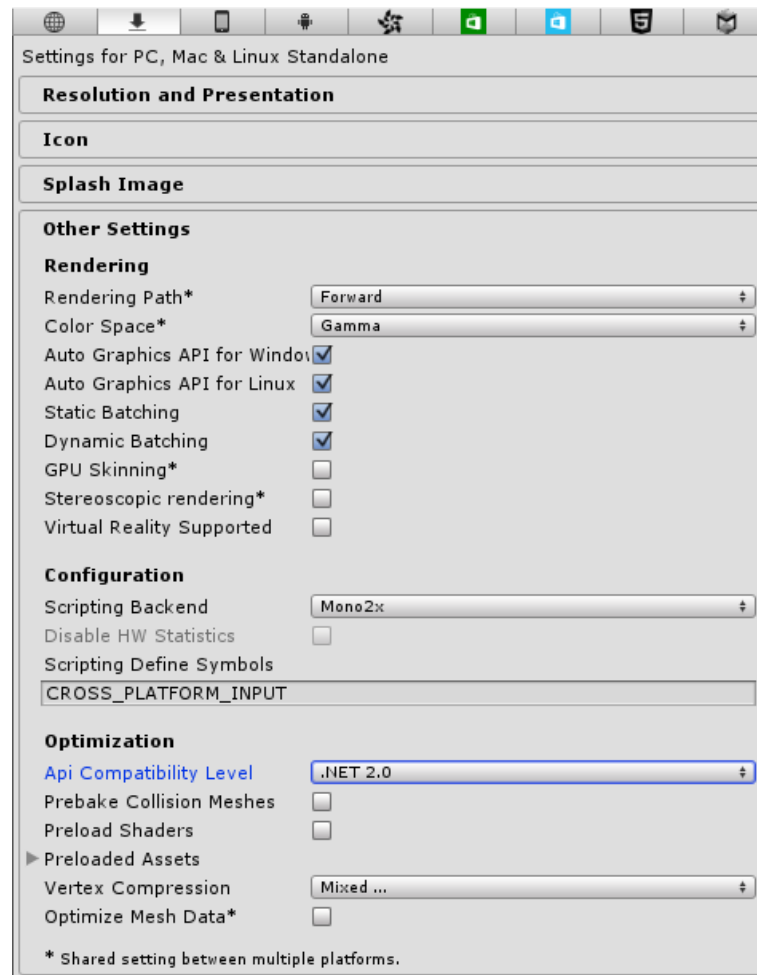 Settings for PC, Mac & Linux Standalone
Resolution and Presentation
Icon
Splash Image
Other Settings
Rendering
Rendering Path* Forward
Color Space* Gamma
Auto Graphics API for Window
Auto Graphics API for Linux
Static Batching
Dynamic Batching
GPU Skinning*
Stereoscopic rendering*
Virtual Reality Supported
Configuration
Scripting Backend Mono2x
Disable HW Statistics
Scripting Define Symbols
CROSS_PLATFORM_INPUT
Optimization
Api Compatibility Level .NET 2.0
Prebake Collision Meshes
Preload Shaders
Preloaded Assets
Vertex Compression Mixed ...
Optimize Mesh Data*
* Shared setting between multiple platforms.